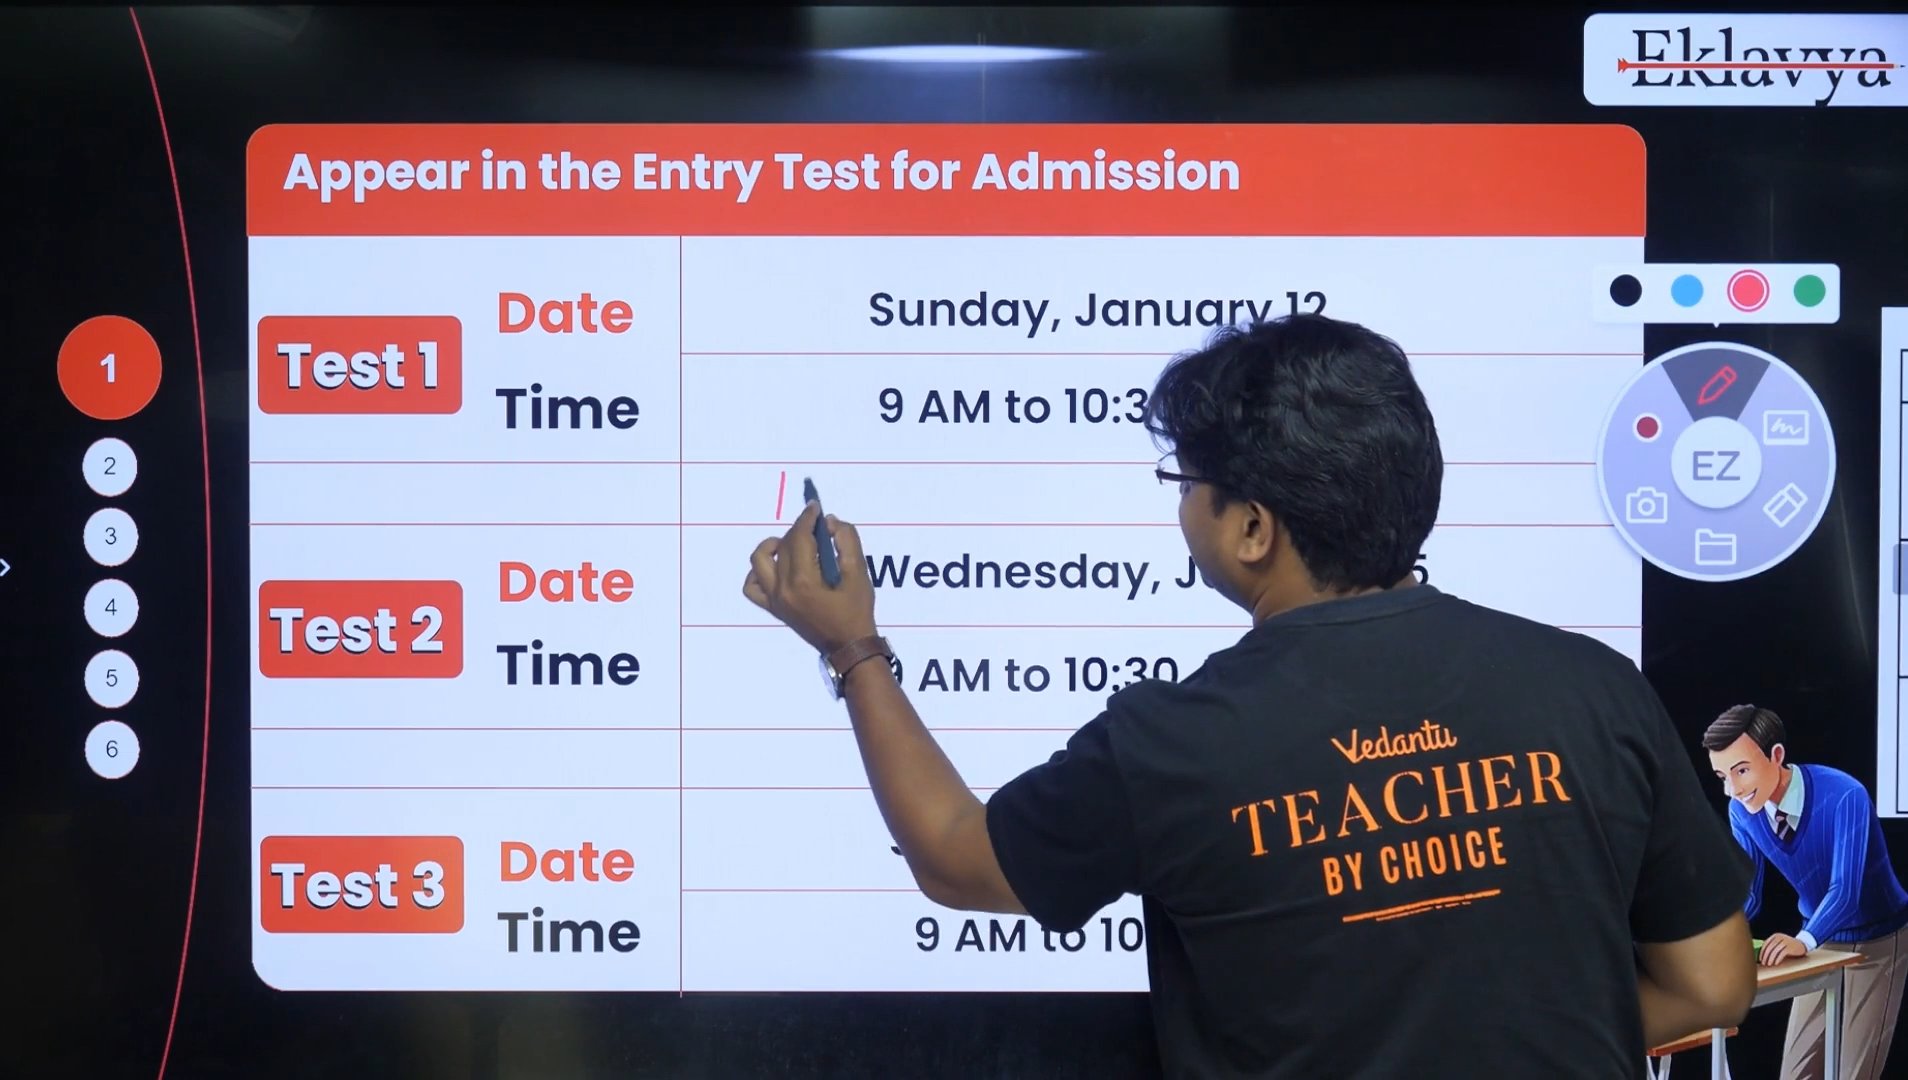 Eklavya
Appear in the Entry Test for Admission
Test 1
Date
Sunday, January 12
Time
9 AM to 10:3
Test 2
Date
Wednesday, J 5
Time
9 AM to 10:30
Test 3
Date
Time
9 AM to 10
1
2
3
4
5
6
EZ
Vedantu
TEACHER
BY CHOICE